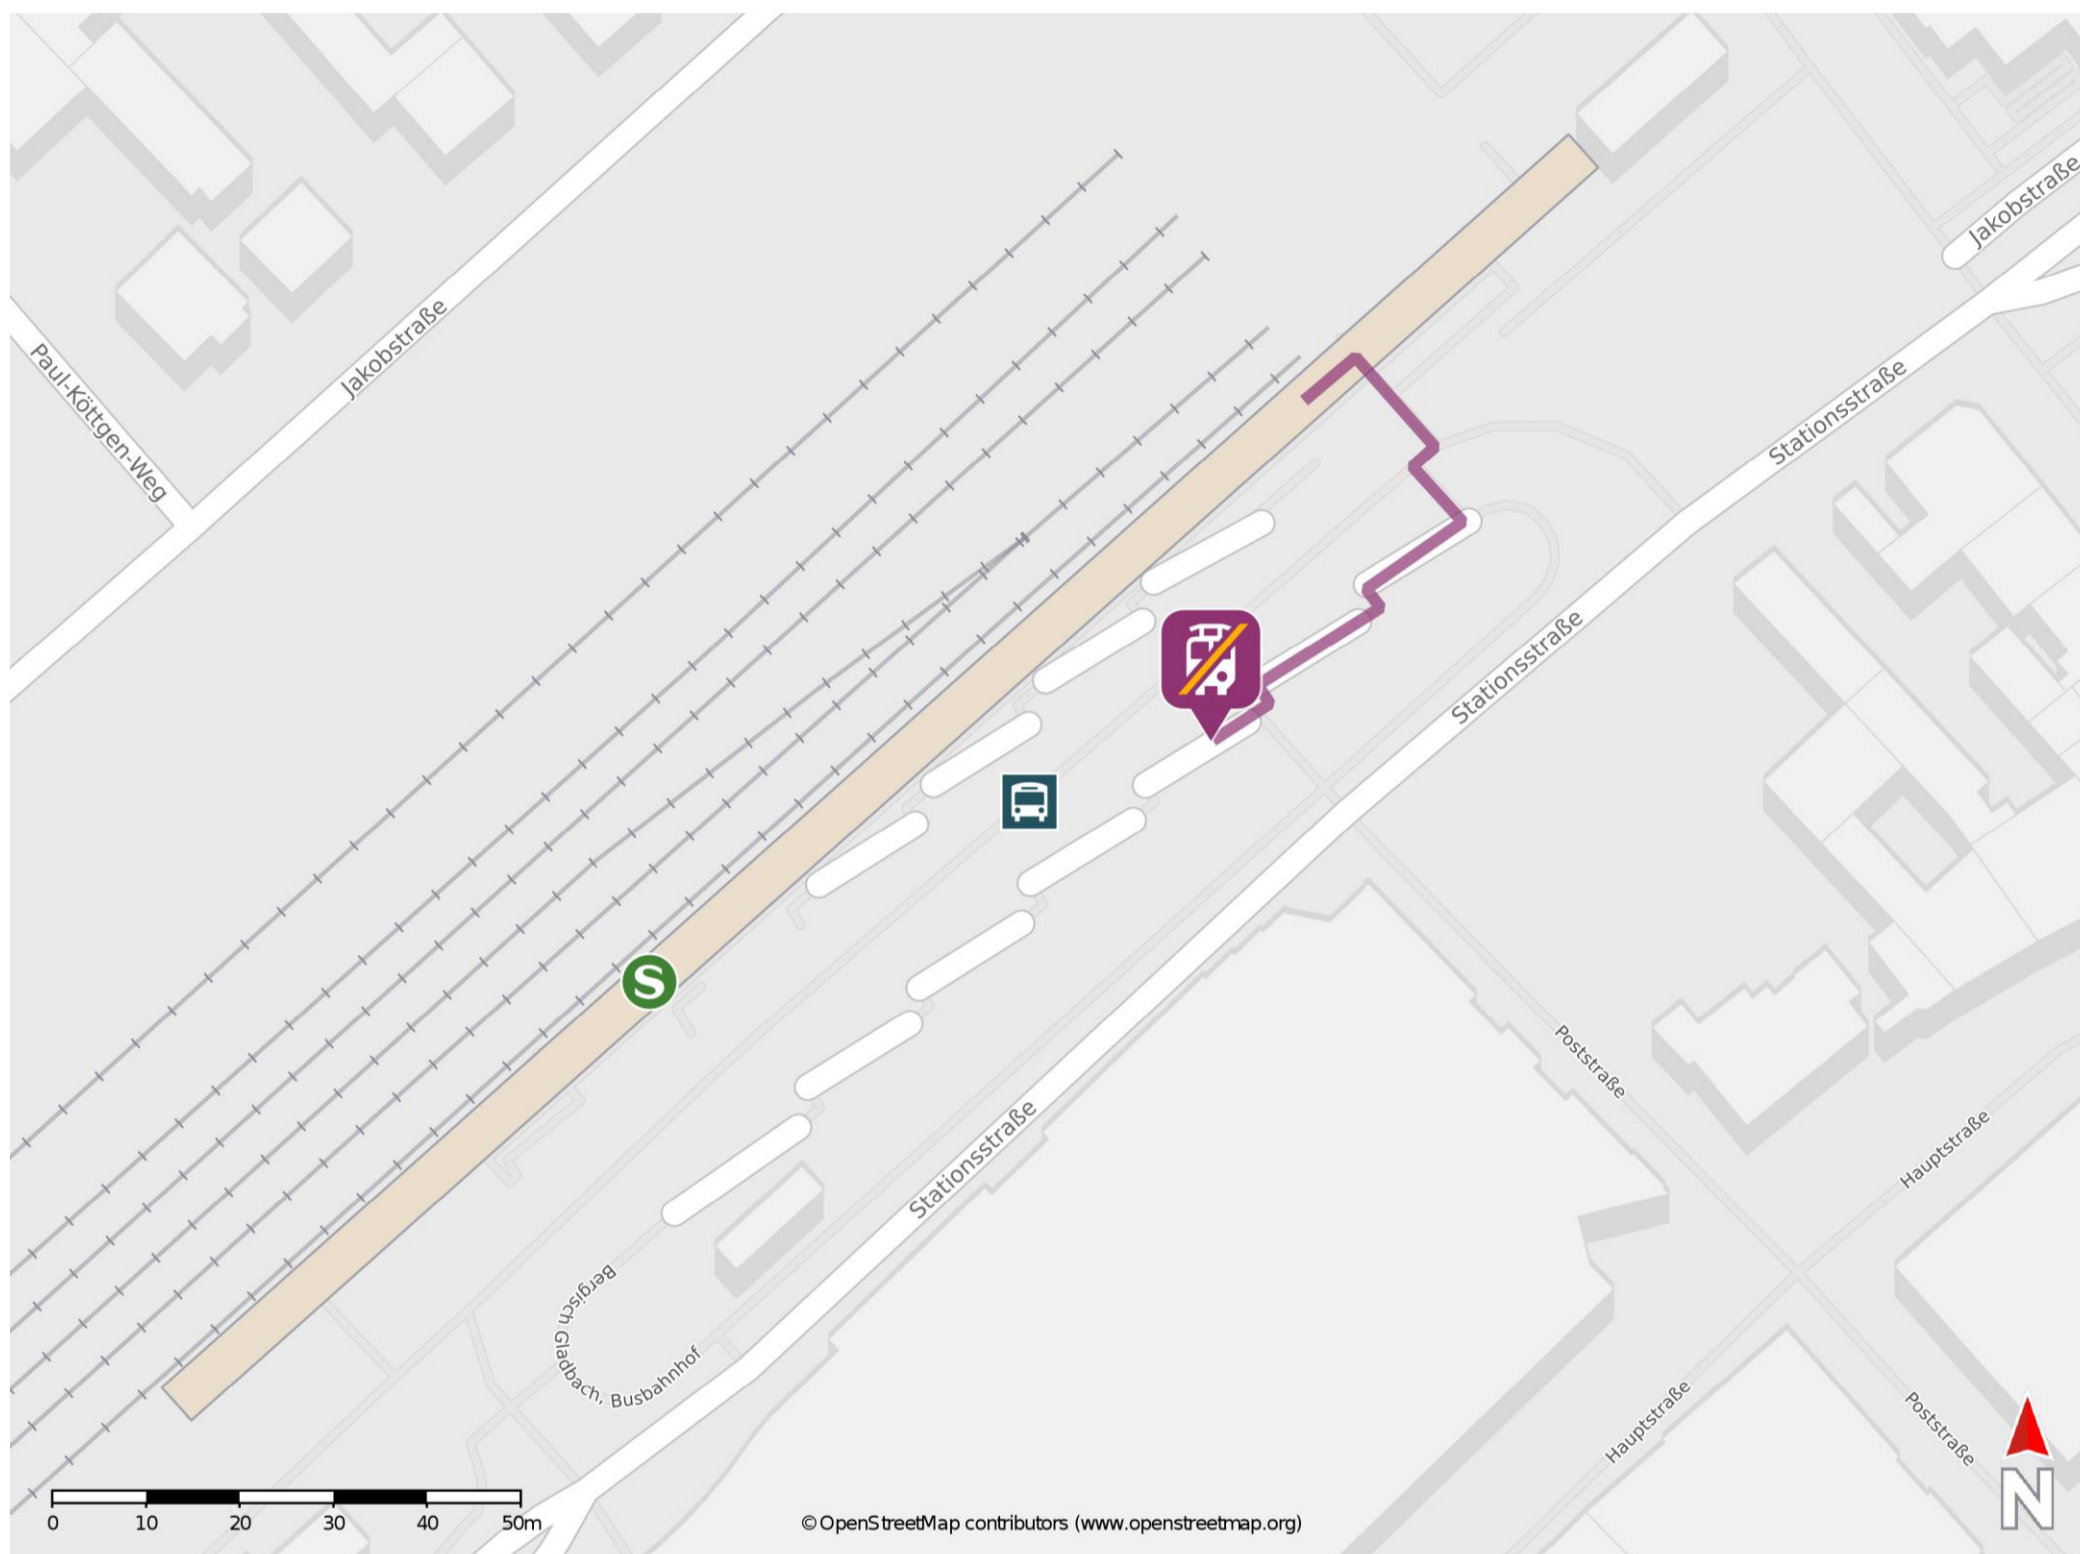 Jakobstraße
Jakobstraße
Paul-Köttgen-Weg
Stationsstraße
Stationsstraße
S
Poststraße
Stationsstraße
Hauptstraße
Bergisch Gladbach, Busbahnhof
Hauptstraße
Poststraße
N
0 10 20 30 40 50m
© OpenStreetMap contributors (www.openstreetmap.org)